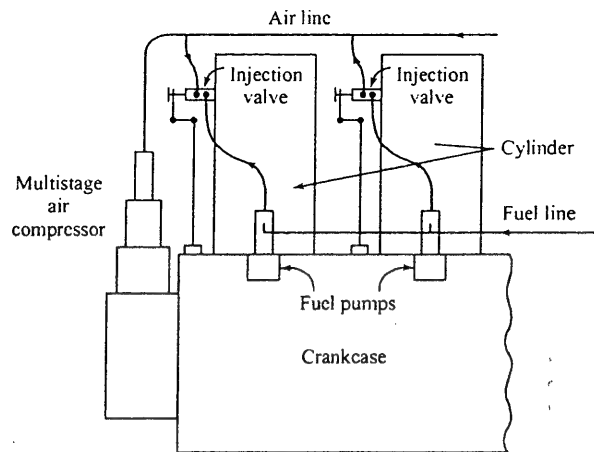 Air line
Injection
valve
Injection
valve
Cylinder
Multistage
air
compressor
Fuel line
Fuel pumps
Crankcase